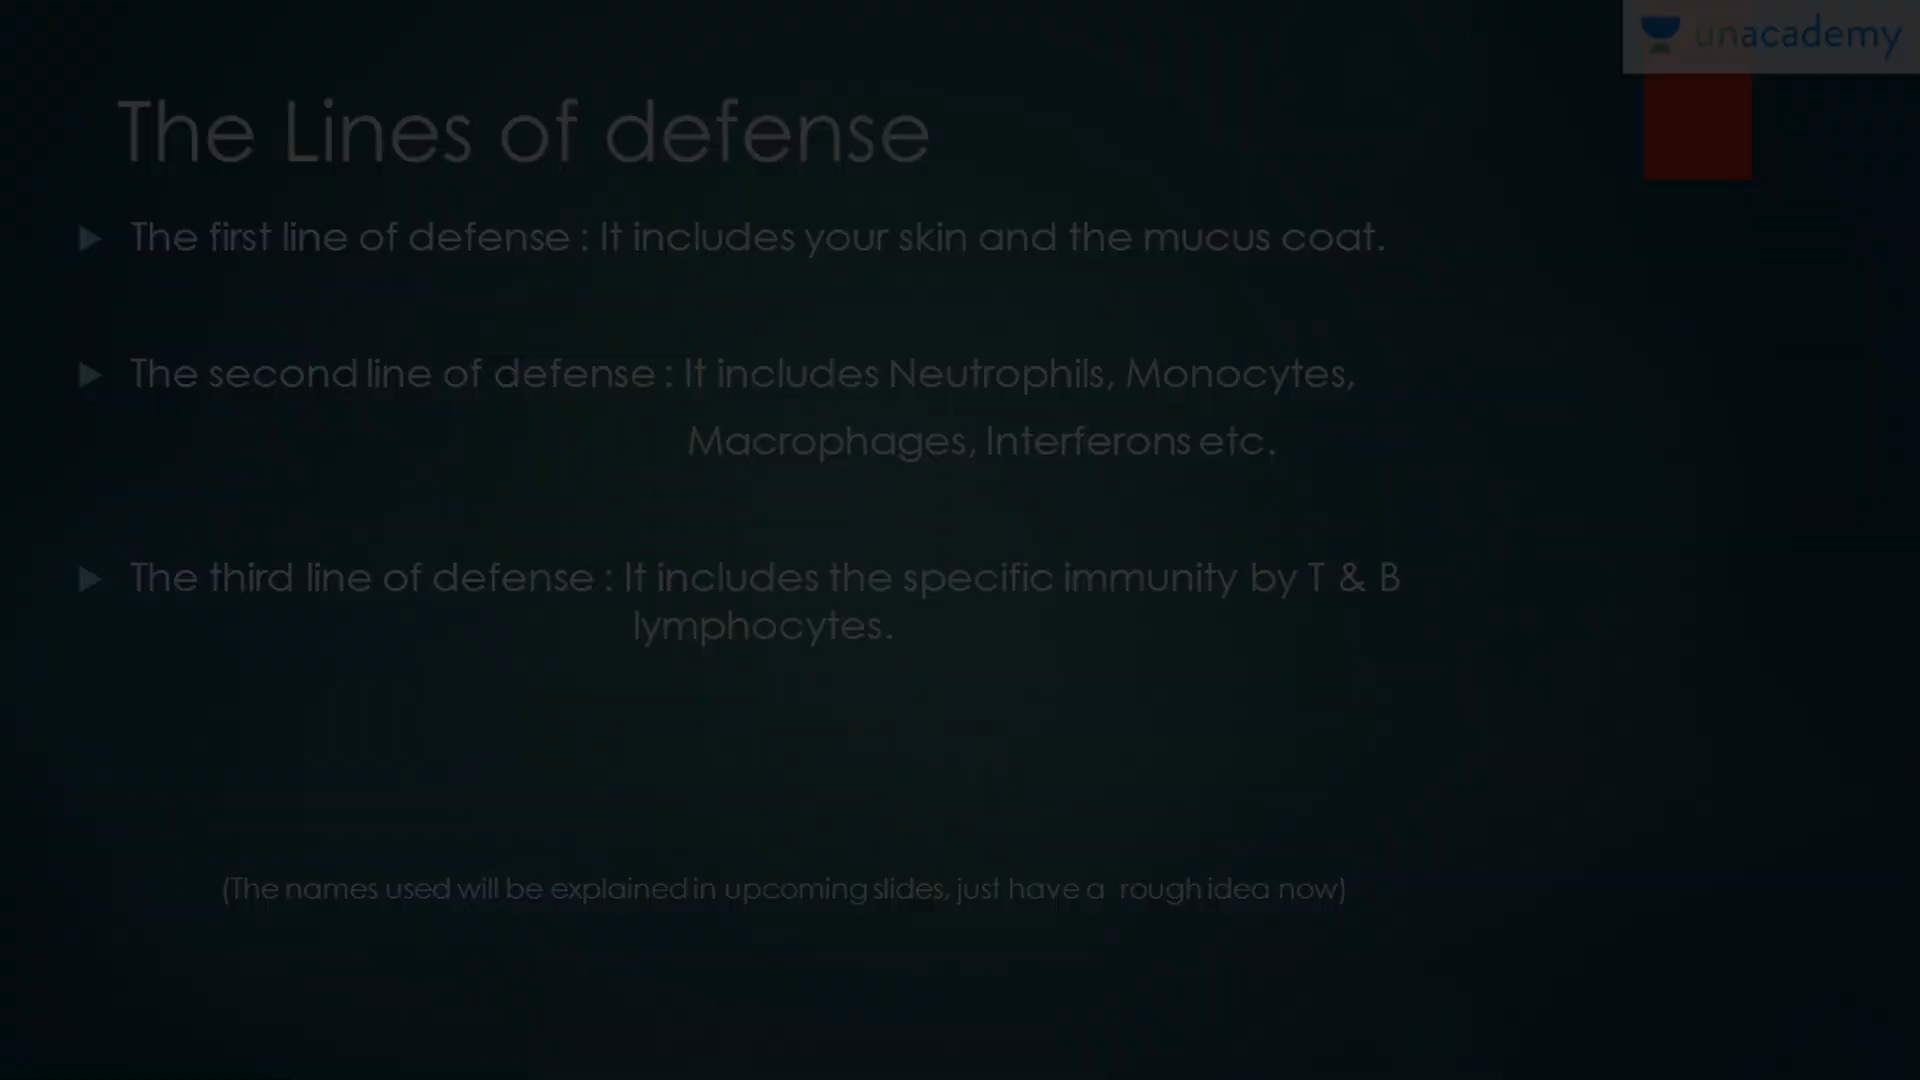 unacademy
The Lines of defense
The first line of defense : It includes your skin and the mucus coat.
The second line of defense : It includes Neutrophils, Monocytes,
Macrophages, Interferons etc.
The third line of defense : It includes the specific immunity by T & B
lymphocytes.
(The names used will be explained in upcoming slides, just have a rough idea now)